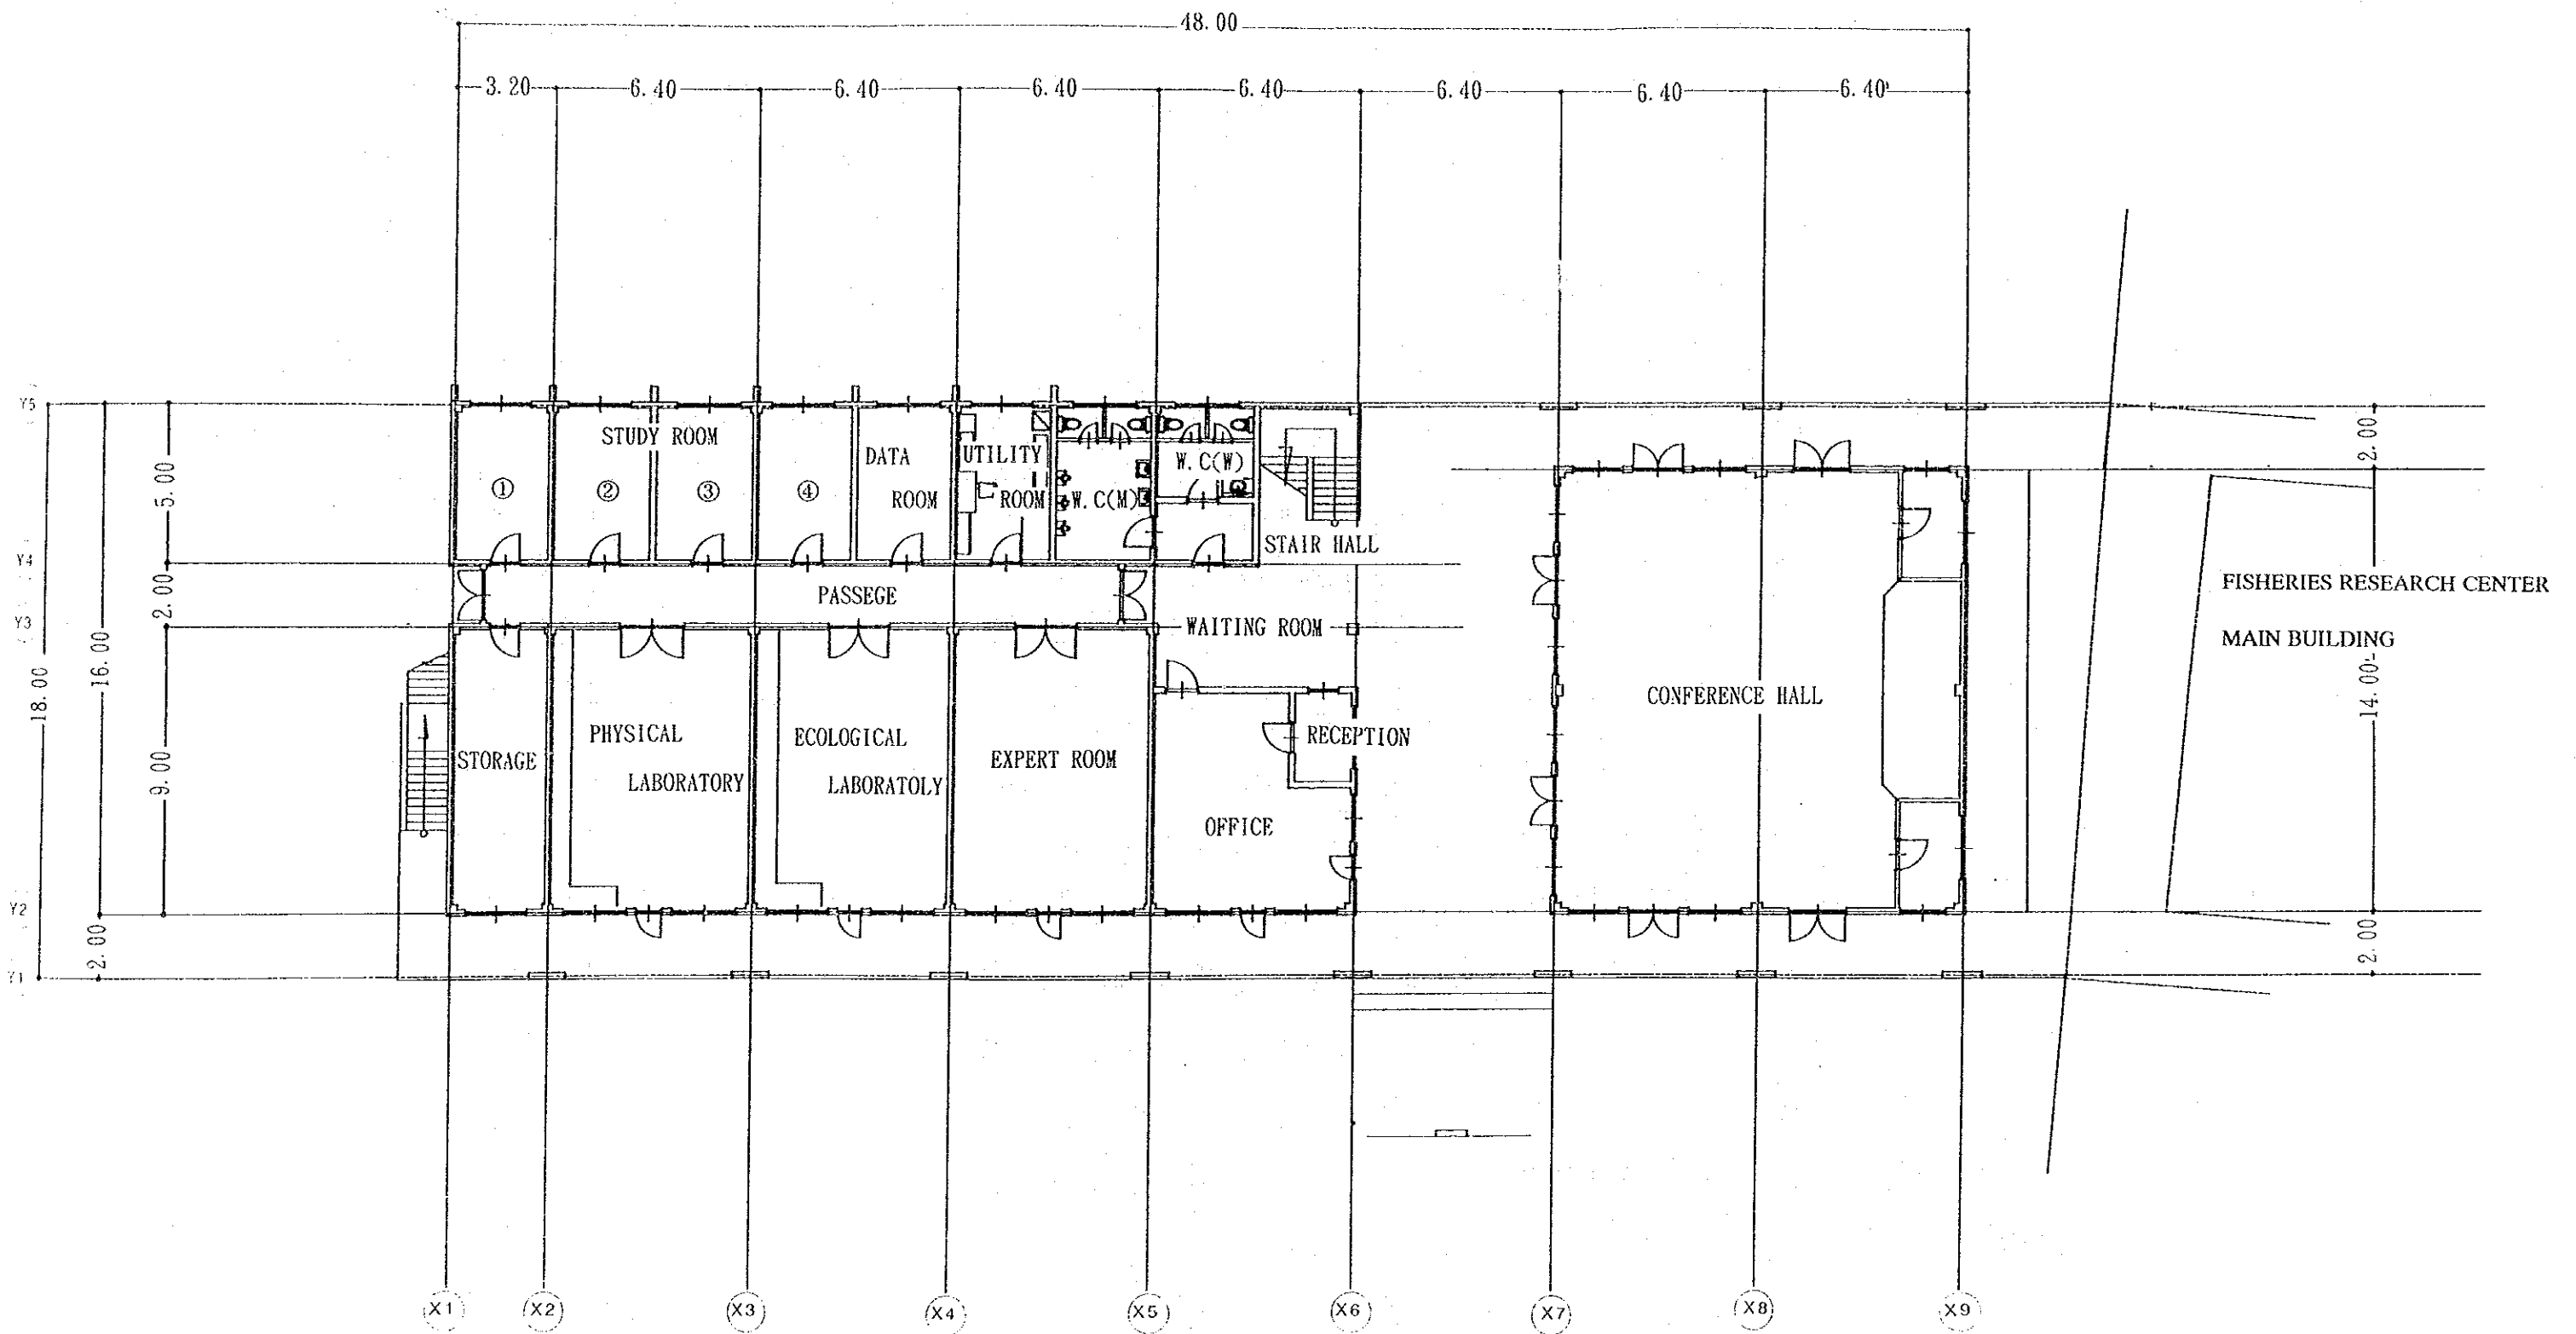 48.00
3.20 6.40 6.40 6.40 6.40 6.40 6.40 6.40
Y5
STUDY ROOM
DATA
ROOM
UTILITY
ROOM
W.C(M)
W.C(W)
① ② ③ ④
STAIR HALL
2.00
5.00
Y4
PASSEGE
2.00
Y3
WAITING ROOM
FISHERIES RESEARCH CENTER
MAIN BUILDING
18.00
16.00
9.00
STORAGE
PHYSICAL
LABORATORY
ECOLOGICAL
LABORATOLY
EXPERT ROOM
RECEPTION
OFFICE
CONFERENCE HALL
14.00
Y2
2.00
2.00
Y1
X1 X2 X3 X4 X5 X6 X7 X8 X9